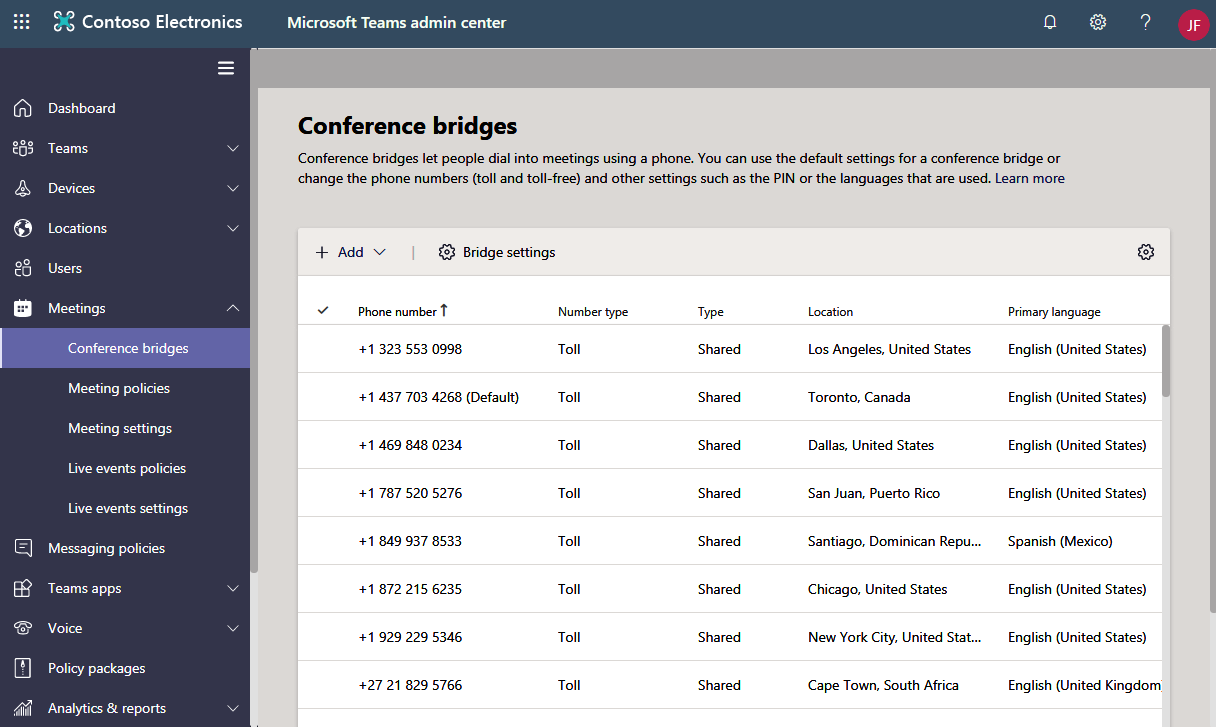 Contoso Electronics Microsoft Teams admin center ? JF
Dashboard
Teams
Devices
Locations
Users
Meetings
Conference bridges
Meeting policies
Meeting settings
Live events policies
Live events settings
Messaging policies
Teams apps
Voice
Policy packages
Analytics & reports
Conference bridges
Conference bridges let people dial into meetings using a phone. You can use the default settings for a conference bridge or
change the phone numbers (toll and toll-free) and other settings such as the PIN or the languages that are used. Learn more
+ Add | Bridge settings
✓ Phone number ↑ Number type Type Location Primary language
+1 323 553 0998 Toll Shared Los Angeles, United States English (United States)
+1 437 703 4268 (Default) Toll Shared Toronto, Canada English (United States)
+1 469 848 0234 Toll Shared Dallas, United States English (United States)
+1 787 520 5276 Toll Shared San Juan, Puerto Rico English (United States)
+1 849 937 8533 Toll Shared Santiago, Dominican Repu... Spanish (Mexico)
+1 872 215 6235 Toll Shared Chicago, United States English (United States)
+1 929 229 5346 Toll Shared New York City, United Stat... English (United States)
+27 21 829 5766 Toll Shared Cape Town, South Africa English (United Kingdom)